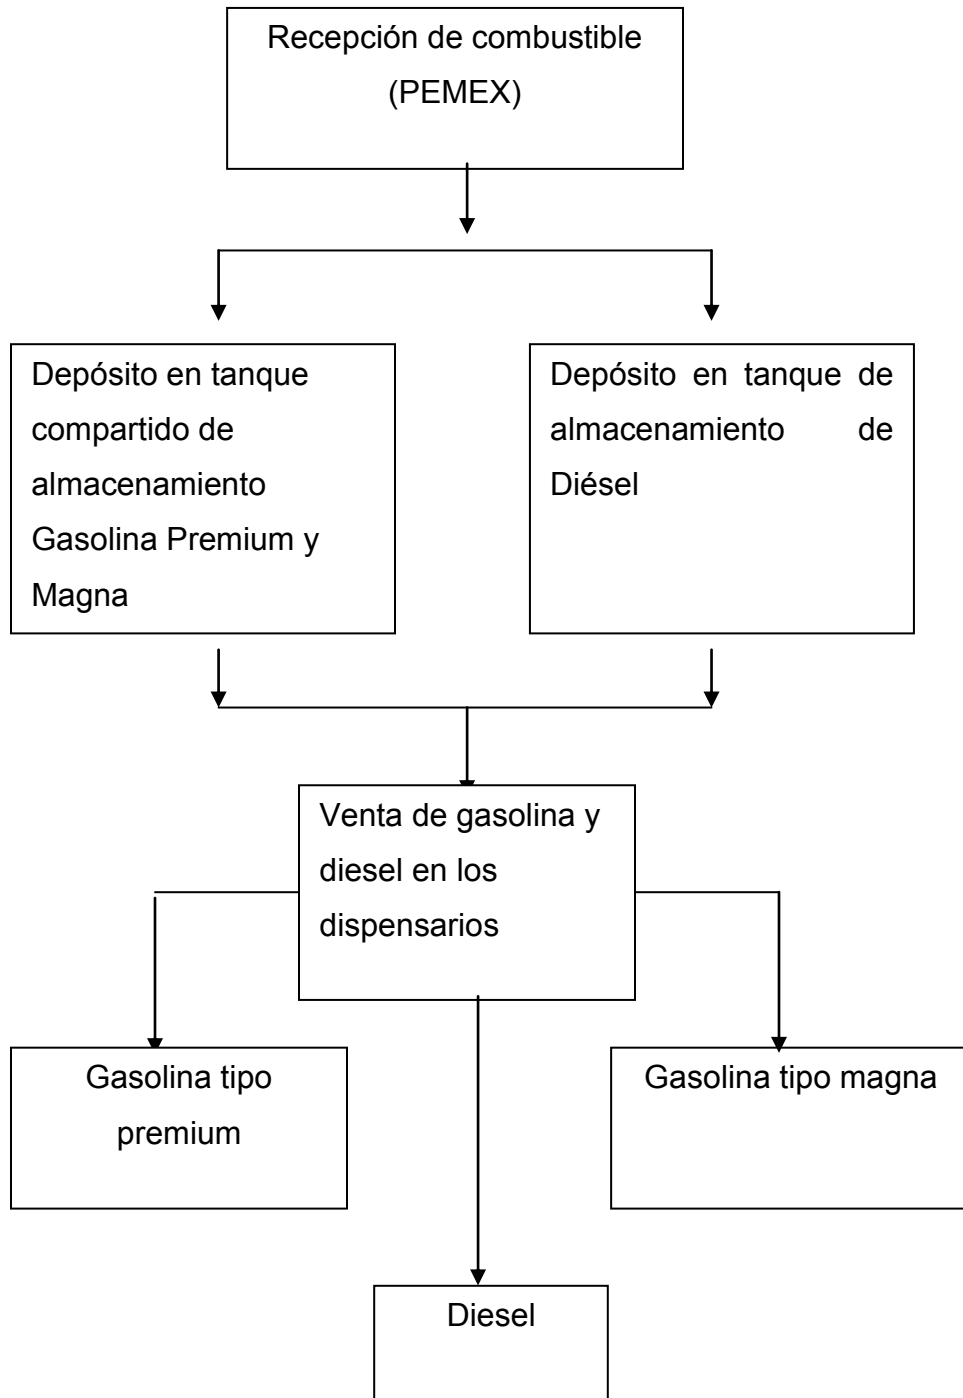 Recepción de combustible
(PEMEX)
Depósito en tanque
compartido de
almacenamiento
Gasolina Premium y
Magna
Depósito en tanque de
almacenamiento de
Diésel
Venta de gasolina y
diesel en los
dispensarios
Gasolina tipo
premium
Gasolina tipo magna
Diesel